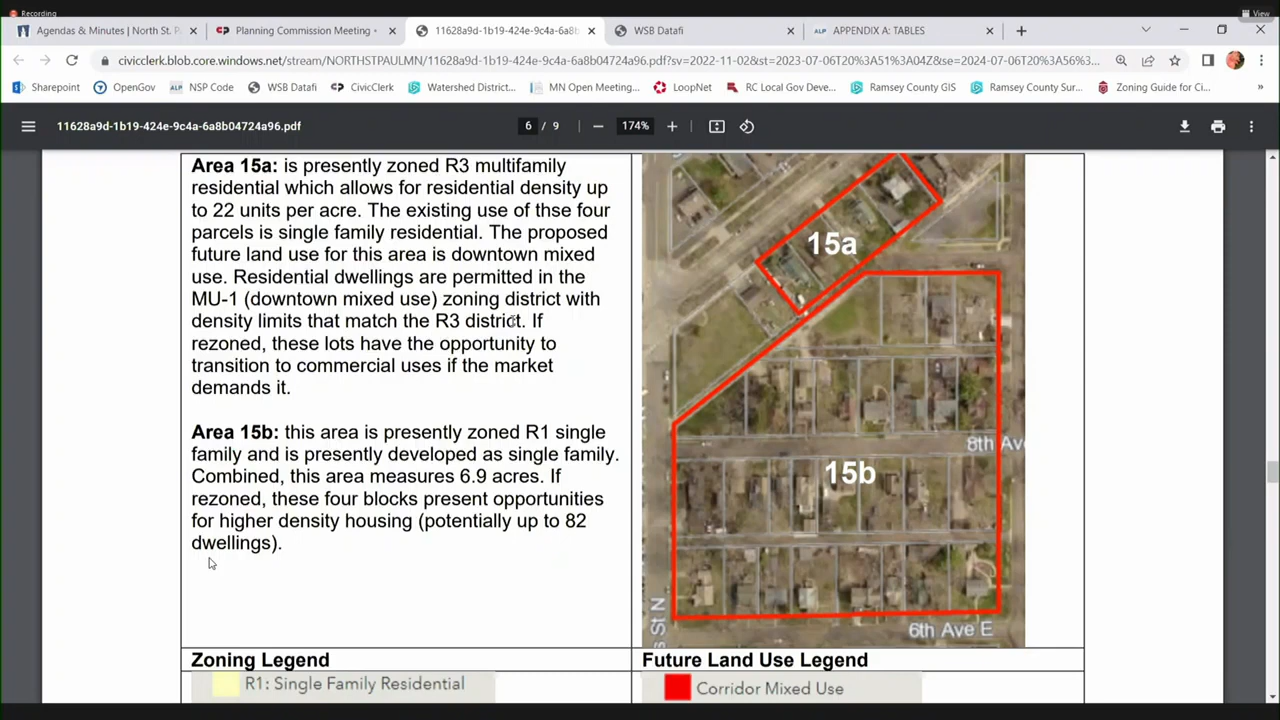 Recording
View
Agendas & Minutes | North St. P
Planning Commission Meeting •
11628a9d-1b19-424e-9c4a-6a8b
WSB Datafi
APPENDIX A: TABLES
civicclerk.blob.core.windows.net/stream/NORTHSTPAULMN/11628a9d-1b19-424e-9c4a-6a8b04724a96.pdf?sv=2022-11-02&st=2023-07-06T20%3A51%3A04Z&se=2024-07-06T20%3A56%3...
Sharepoint
OpenGov
NSP Code
WSB Datafi
CivicClerk
Watershed District...
MN Open Meeting...
LoopNet
RC Local Gov Deve...
Ramsey County GIS
Ramsey County Sur...
Zoning Guide for Ci...
11628a9d-1b19-424e-9c4a-6a8b04724a96.pdf
6 / 9
174%
Area 15a: is presently zoned R3 multifamily
residential which allows for residential density up
to 22 units per acre. The existing use of thse four
parcels is single family residential. The proposed
future land use for this area is downtown mixed
use. Residential dwellings are permitted in the
MU-1 (downtown mixed use) zoning district with
density limits that match the R3 district. If
rezoned, these lots have the opportunity to
transition to commercial uses if the market
demands it.
Area 15b: this area is presently zoned R1 single
family and is presently developed as single family.
Combined, this area measures 6.9 acres. If
rezoned, these four blocks present opportunities
for higher density housing (potentially up to 82
dwellings).
15a
15b
8th Av
6th Ave E
s St N
Zoning Legend
Future Land Use Legend
R1: Single Family Residential
Corridor Mixed Use